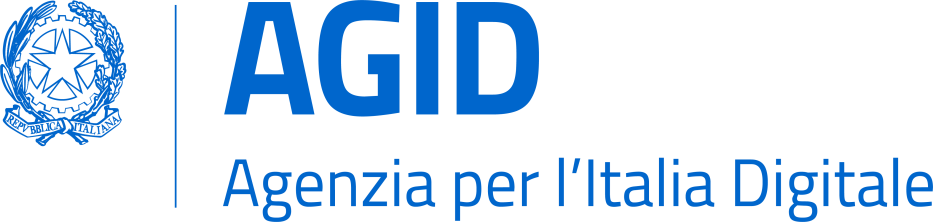 REPVBBLICA ITALIANA
AGID
Agenzia per l’Italia Digitale